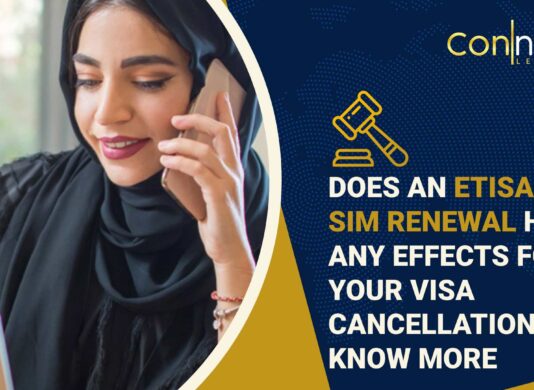 DOES AN
SIM RENEWAL
ANY EFFECTS
YOUR VISA
CANCELLATION
KNOW MORE